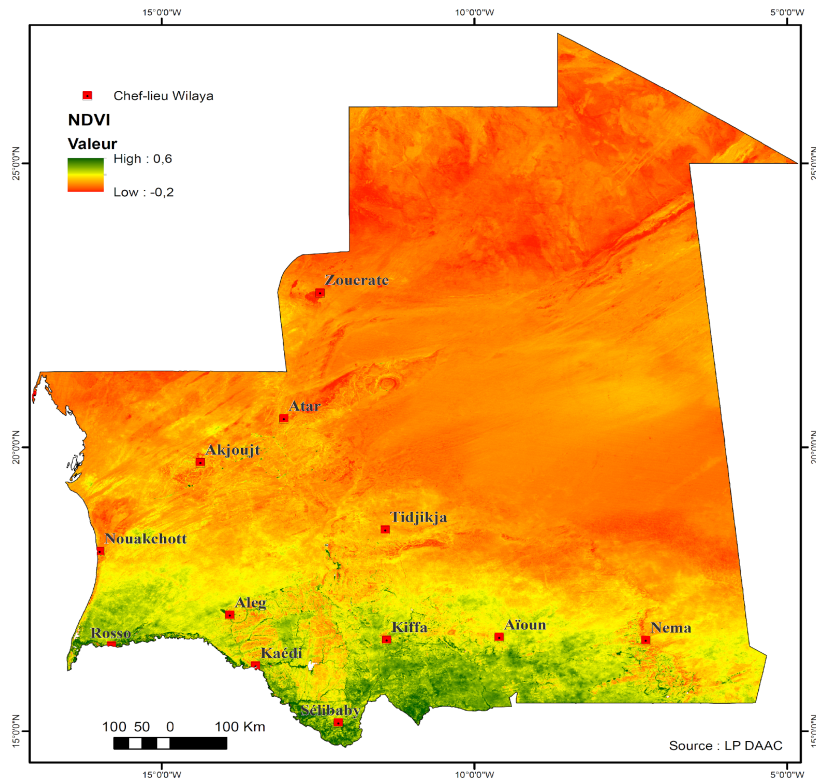 15°0'0"W 10°0'0"W 5°0'0"W
Chef-lieu Wilaya
NDVI
Valeur
High : 0,6
Low : -0,2
25°0'0"N 25°0'0"N
Zouerate
Atar
Akjoujt
20°0'0"N 20°0'0"N
Tidjikja
Nouakchott
Aleg
Rosso
Kiffa
Aïoun
Nema
Kaédi
Sélibaby
100 50 0 100 Km
15°0'0"N 15°0'0"N
Source : LP DAAC
15°0'0"W 10°0'0"W 5°0'0"W